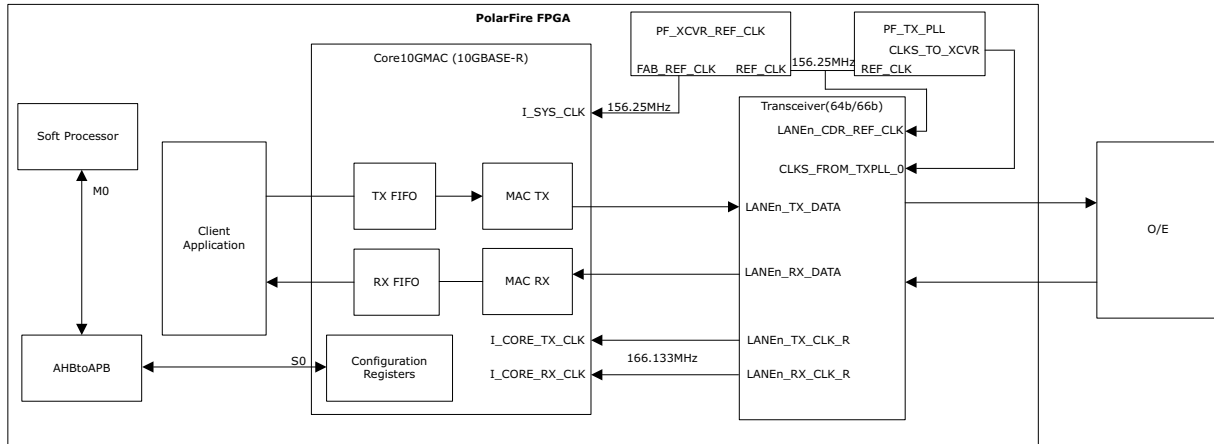 PolarFire FPGA
PF_XCVR_REF_CLK
FAB_REF_CLK
REF_CLK
156.25MHz
PF_TX_PLL
CLKS_TO_XCVR
REF_CLK
Core10GMAC (10GBASE-R)
I_SYS_CLK
156.25MHz
Transceiver(64b/66b)
LANEn_CDR_REF_CLK
CLKS_FROM_TXPLL_0
Soft Processor
M0
Client
Application
TX FIFO
MAC TX
LANEn_TX_DATA
O/E
RX FIFO
MAC RX
LANEn_RX_DATA
I_CORE_TX_CLK
LANEn_TX_CLK_R
166.133MHz
I_CORE_RX_CLK
LANEn_RX_CLK_R
AHBtoAPB
S0
Configuration
Registers